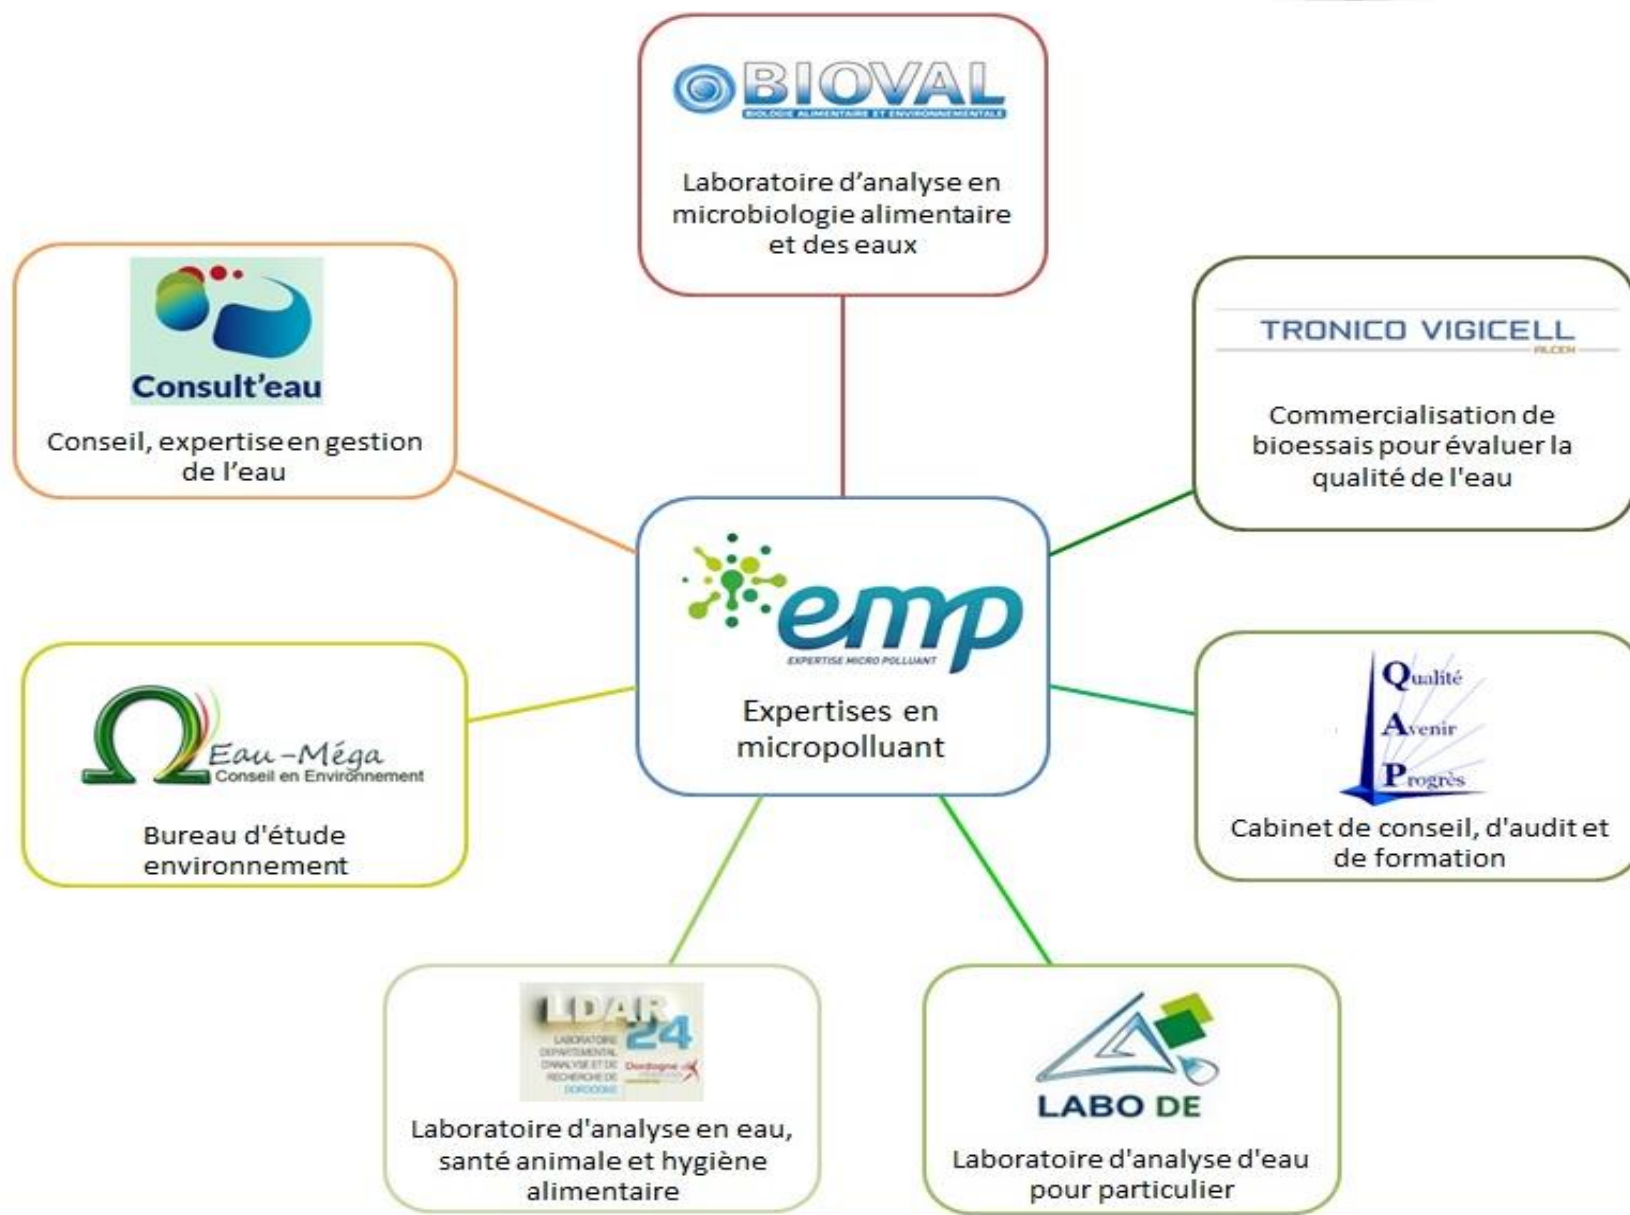 BIOVAL
BIOLOGIE ALIMENTAIRE ET ENVIRONNEMENTALE
Laboratoire d’analyse en
microbiologie alimentaire
et des eaux
Consult’eau
Conseil, expertise en gestion
de l’eau
TRONICO VIGICELL
ALCEN
Commercialisation de
bioessais pour évaluer la
qualité de l'eau
emp
EXPERTISE MICRO POLLUANT
Expertises en
micropolluant
Eau-Méga
Conseil en Environnement
Bureau d'étude
environnement
Qualité
Avenir
Progrès
Cabinet de conseil, d'audit et
de formation
LDAR
24
LABORATOIRE
DEPARTEMENTAL
D'ANALYSE ET DE
RECHERCHE DE
DORDOGNE
Dordogne
Laboratoire d'analyse en eau,
santé animale et hygiène
alimentaire
LABO DE
Laboratoire d'analyse d'eau
pour particulier